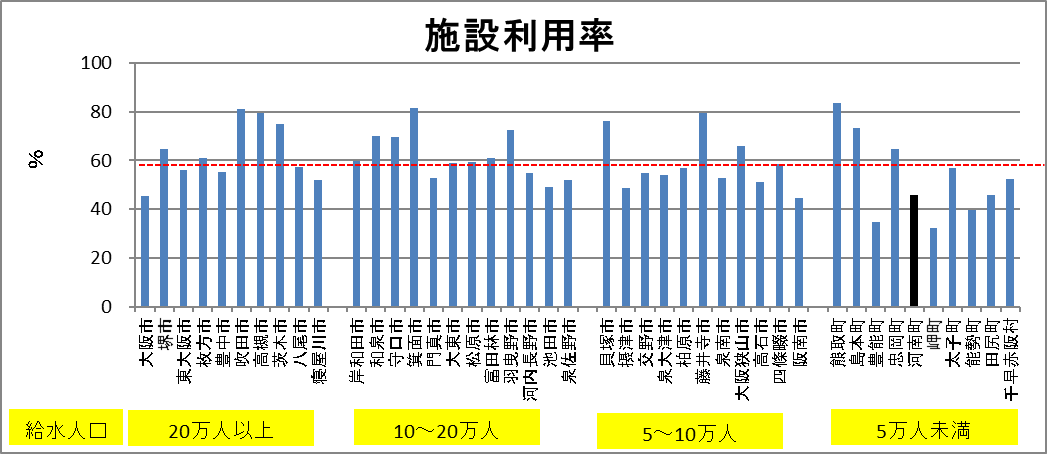 施設利用率
%
100
80
60
40
20
0
大阪市
堺市
東大阪市
枚方市
豊中市
吹田市
高槻市
茨木市
八尾市
寝屋川市
岸和田市
和泉市
守口市
箕面市
門真市
大東市
松原市
富田林市
羽曳野市
河内長野市
池田市
泉佐野市
貝塚市
摂津市
交野市
泉大津市
柏原市
藤井寺市
泉南市
大阪狭山市
高石市
四條畷市
阪南市
熊取町
島本町
豊能町
忠岡町
河南町
岬町
太子町
能勢町
田尻町
千早赤阪村
給水人口
20万人以上
10～20万人
5～10万人
5万人未満